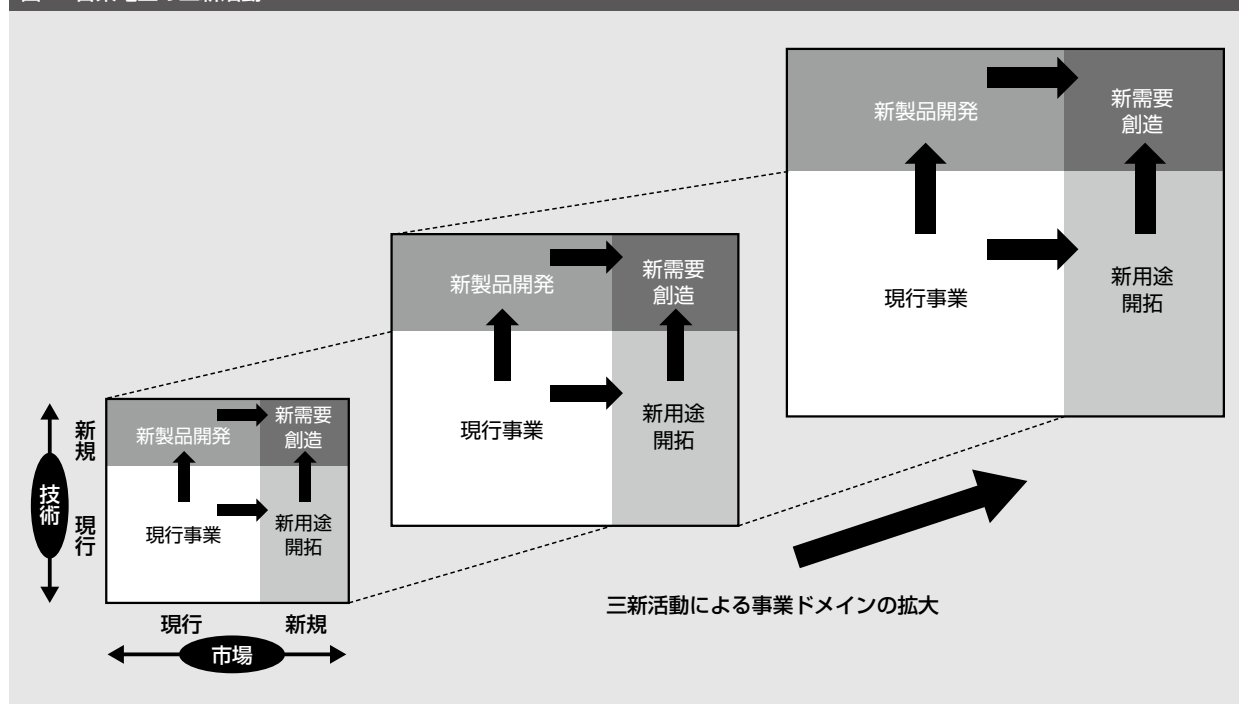 新製品開発
新需要
創造
現行事業
新用途
開拓
新製品開発
新需要
創造
現行事業
新用途
開拓
新規
技術
現行
新製品開発
新需要
創造
現行事業
新用途
開拓
現行
新規
市場
三新活動による事業ドメインの拡大